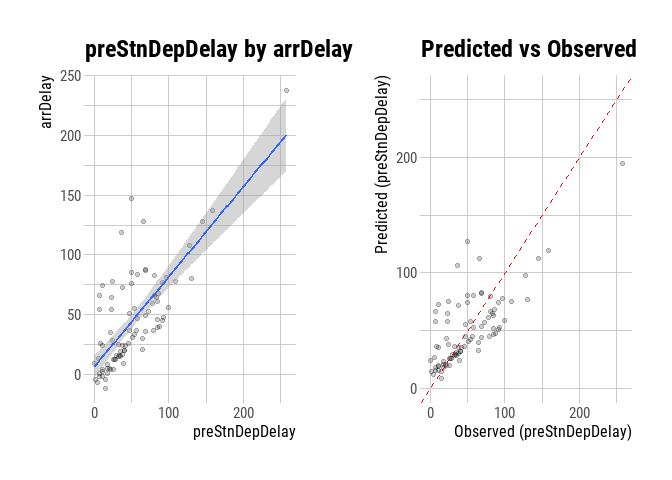 preStnDepDelay by arrDelay
arrDelay
250
200
150
100
50
0
0
100
200
preStnDepDelay
Predicted vs Observed
Predicted (preStnDepDelay)
200
100
0
0
100
200
Observed (preStnDepDelay)